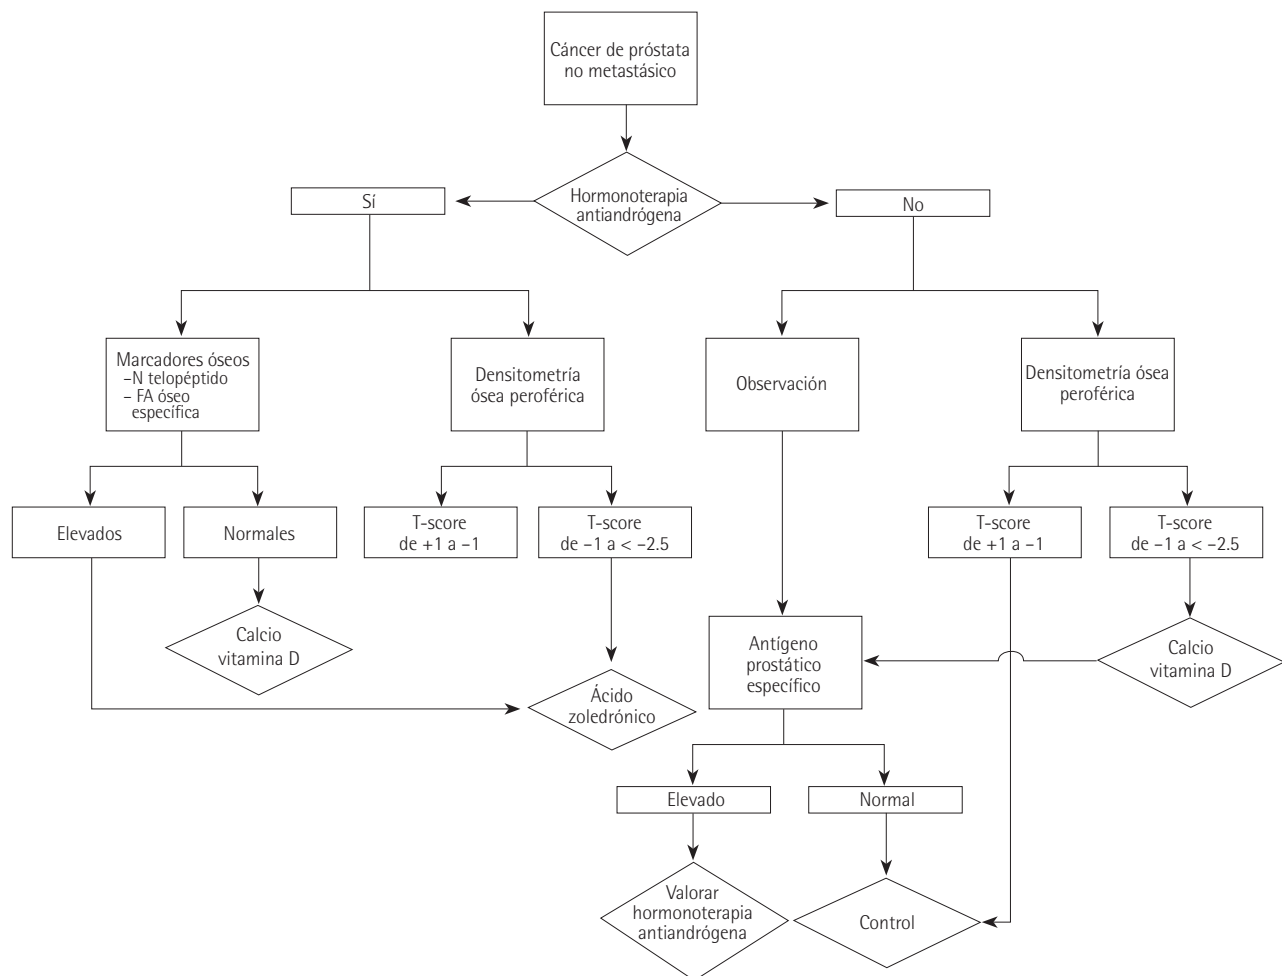 Cáncer de próstata
no metastásico
Hormonoterapia
antiandrógena
Sí
No
Marcadores óseos
–N telopéptido
– FA óseo
específica
Densitometría
ósea peroférica
Observación
Densitometría ósea
peroférica
Elevados
Normales
T-score
de +1 a –1
T-score
de –1 a < –2.5
T-score
de +1 a –1
T-score
de –1 a < –2.5
Calcio
vitamina D
Antígeno
prostático
específico
Calcio
vitamina D
Ácido
zoledrónico
Elevado
Normal
Valorar
hormonoterapia
antiandrógena
Control